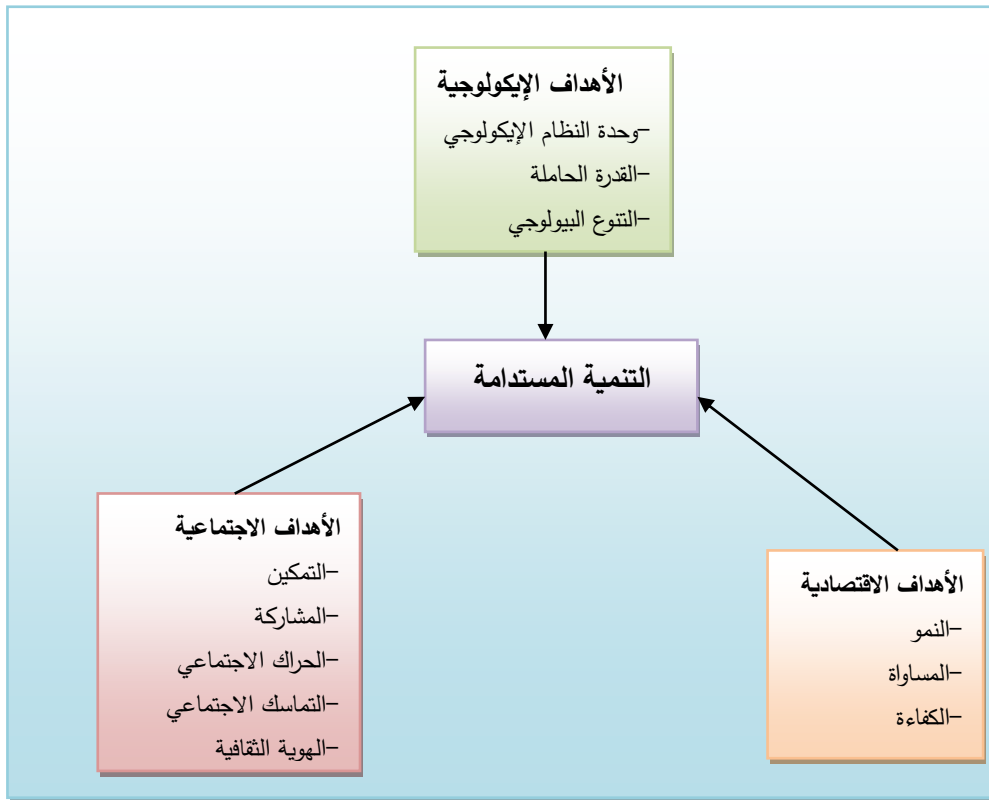 الأهداف الإيكولوجية
-وحدة النظام الإيكولوجي
-القدرة الحاملة
-التنوع البيولوجي
التنمية المستدامة
الأهداف الاقتصادية
-النمو
-المساواة
-الكفاءة
الأهداف الاجتماعية
-التمكين
-المشاركة
-الحراك الاجتماعي
-التماسك الاجتماعي
-الهوية الثقافية